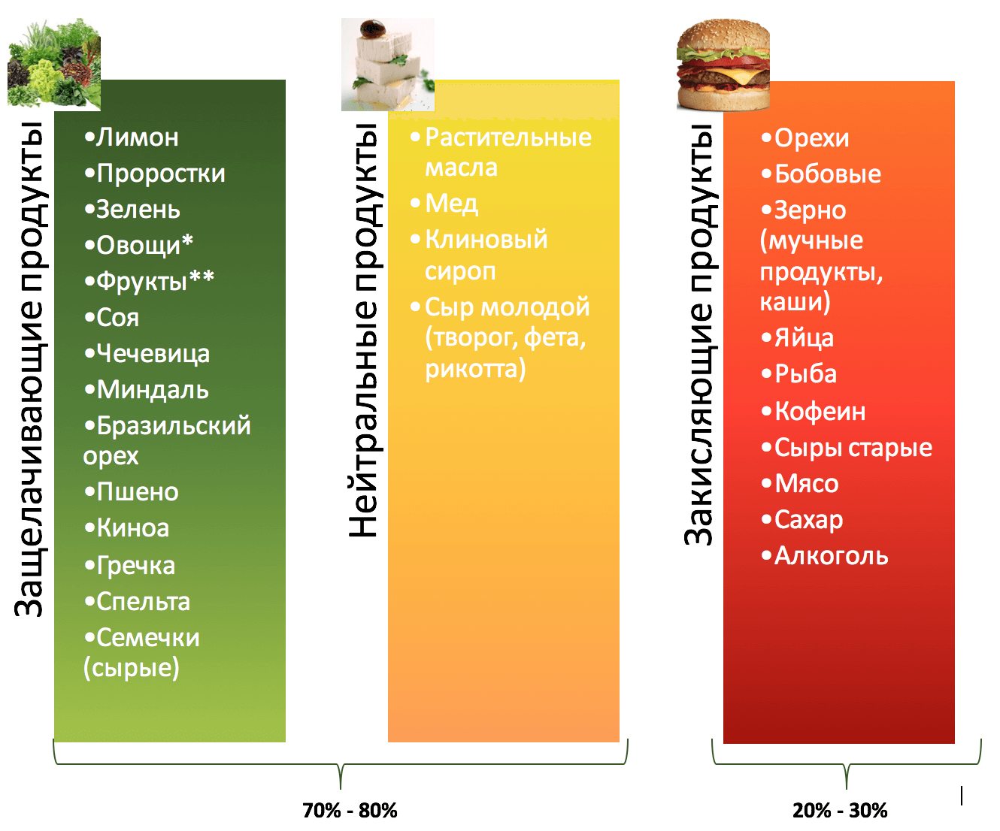 Защелачивающие продукты
•Лимон
•Проростки
•Зелень
•Овощи*
•Фрукты**
•Соя
•Чечевица
•Миндаль
•Бразильский
орех
•Пшено
•Киноа
•Гречка
•Спельта
•Семечки
(сырые)
Нейтральные продукты
•Растительные
масла
•Мед
•Клиновый
сироп
•Сыр молодой
(творог, фета,
рикотта)
Закисляющие продукты
•Орехи
•Бобовые
•Зерно
(мучные
продукты,
каши)
•Яйца
•Рыба
•Кофеин
•Сыры старые
•Мясо
•Сахар
•Алкоголь
70% - 80%
20% - 30%